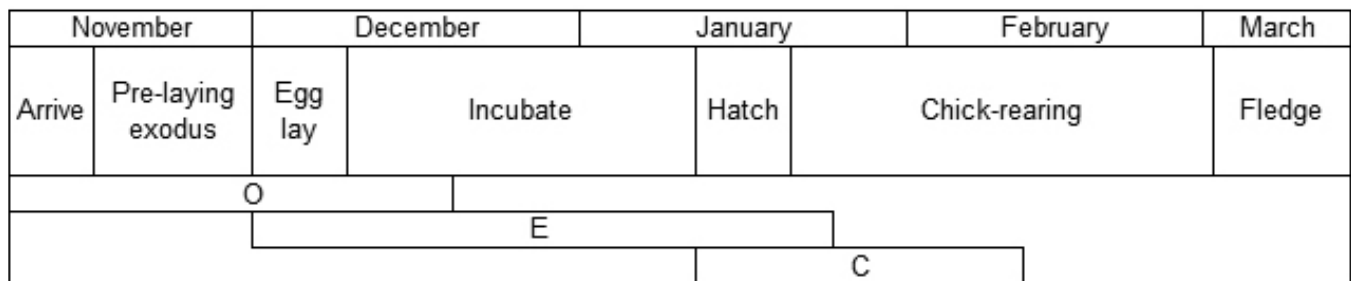 November December January February March
Arrive Pre-laying exodus Egg lay Incubate Hatch Chick-rearing Fledge
O
E
C